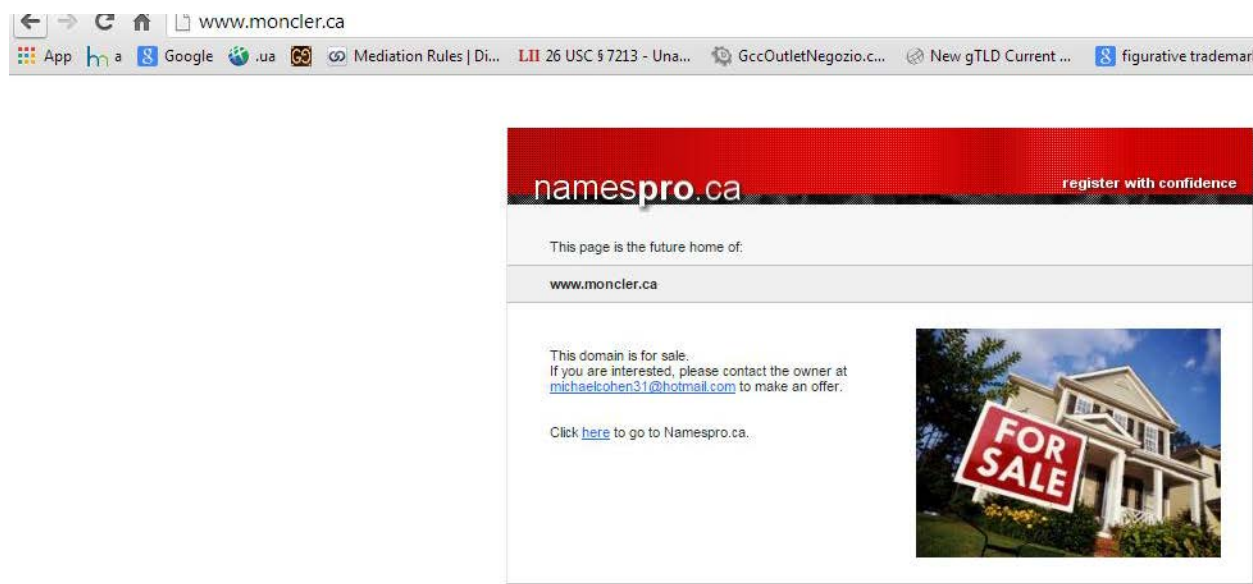 www.moncler.ca
App a Google .ua Mediation Rules | Di... LII 26 USC § 7213 - Una... GccOutletNegozio.c... New gTLD Current ... figurative trademar
namespro.ca
register with confidence
This page is the future home of:
www.moncler.ca
This domain is for sale.
If you are interested, please contact the owner at
michaelcohen31@hotmail.com to make an offer.
Click here to go to Namespro.ca.
FOR
SALE